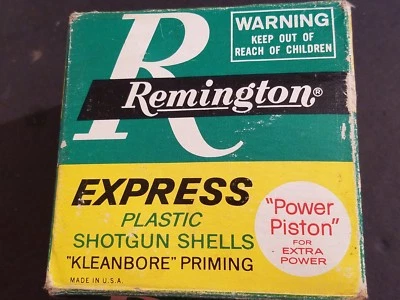 WARNING
KEEP OUT OF
REACH OF CHILDREN
R
Remington®
EXPRESS
PLASTIC
SHOTGUN SHELLS
"KLEANBORE" PRIMING
MADE IN U.S.A.
"Power
Piston"
FOR
EXTRA
POWER